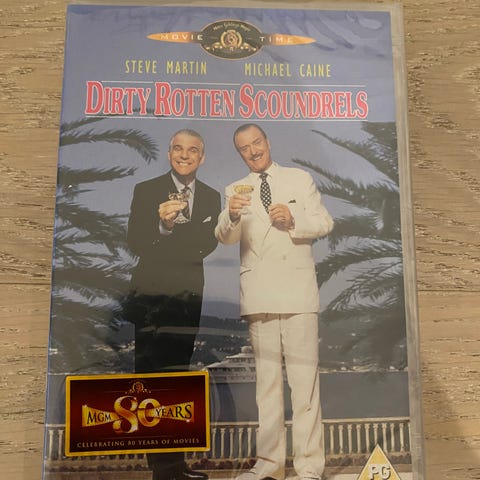 MOVIE TIME
STEVE MARTIN MICHAEL CAINE
DIRTY ROTTEN SCOUNDRELS
MGM 80 YEARS
CELEBRATING 80 YEARS OF MOVIES
PG